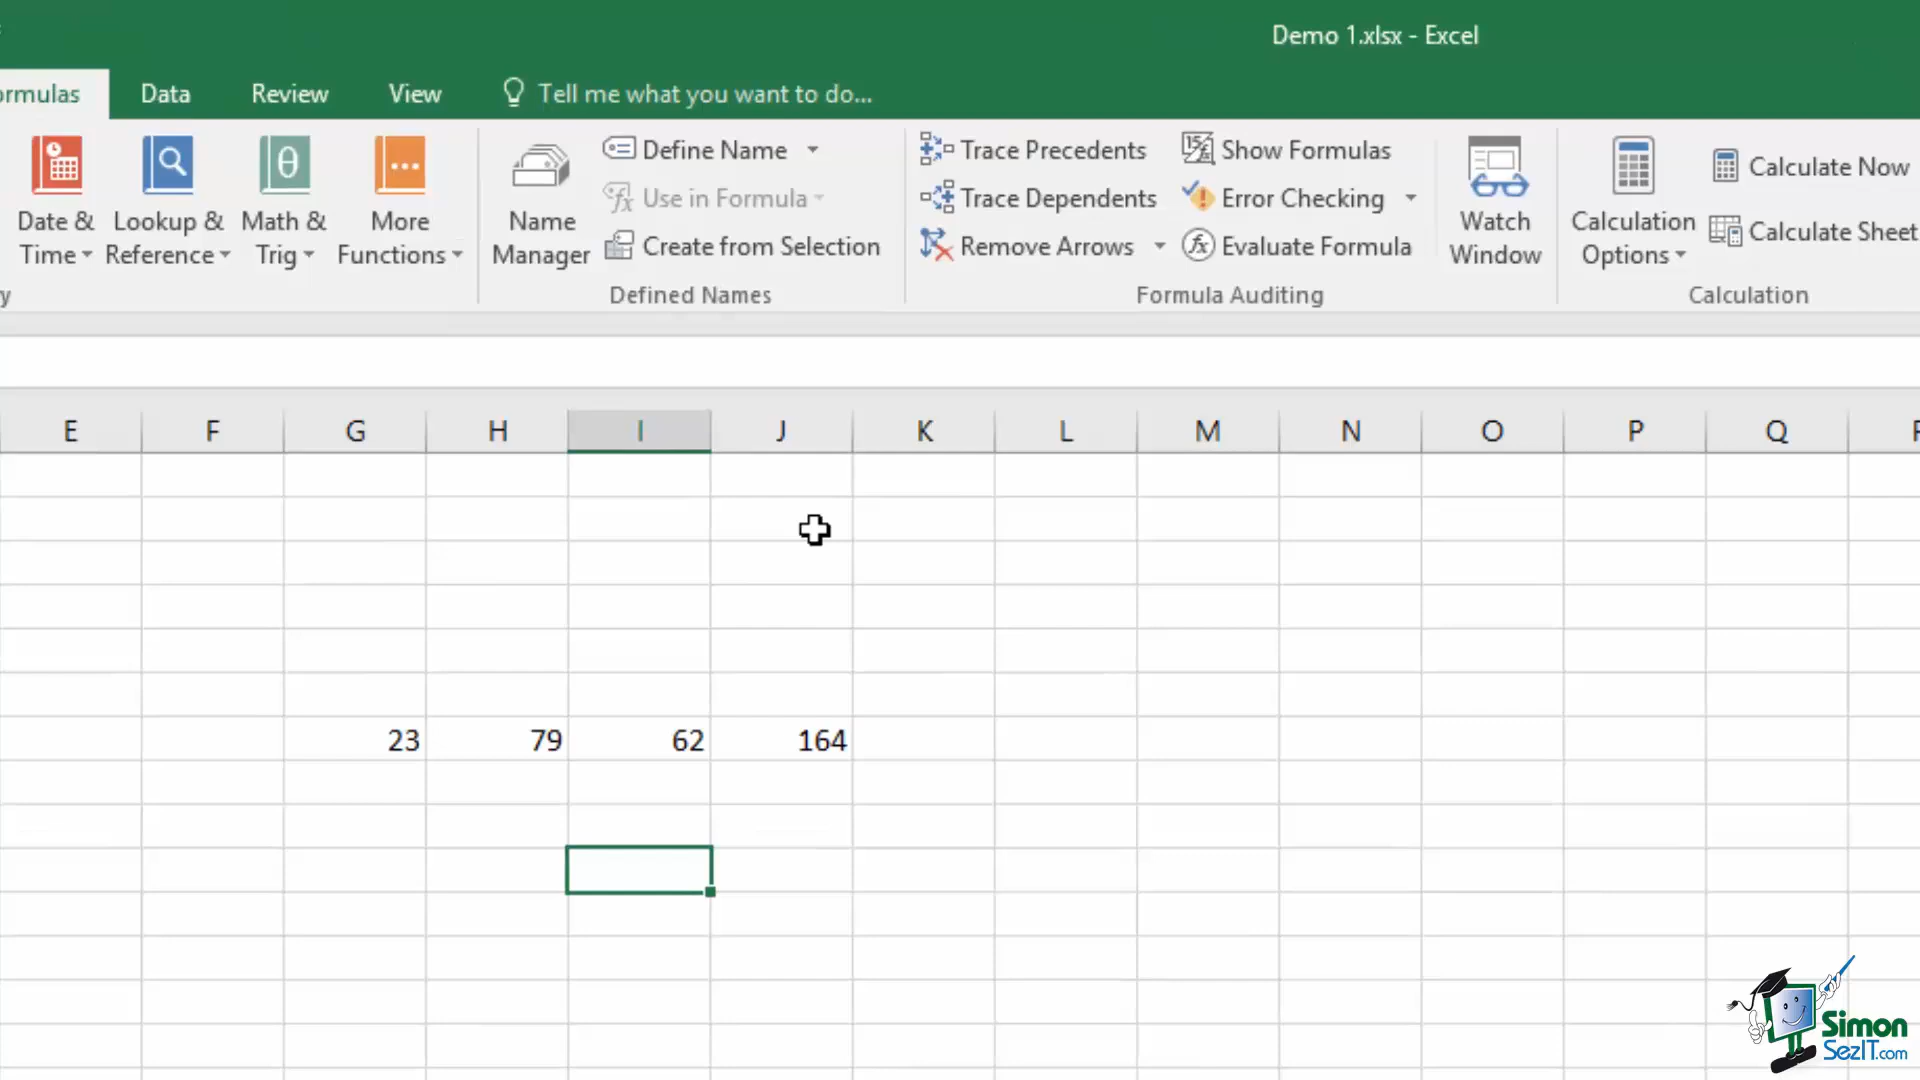 Demo 1.xlsx - Excel
ormulas Data Review View Tell me what you want to do...
Date & Time
Lookup & Reference
Math & Trig
More Functions
Name Manager
Define Name
Use in Formula
Create from Selection
Defined Names
Trace Precedents
Trace Dependents
Remove Arrows
Show Formulas
Error Checking
Evaluate Formula
Formula Auditing
Watch Window
Calculation Options
Calculate Now
Calculate Sheet
Calculation
y
E F G H I J K L M N O P Q
23 79 62 164
Simon
SezIT.com